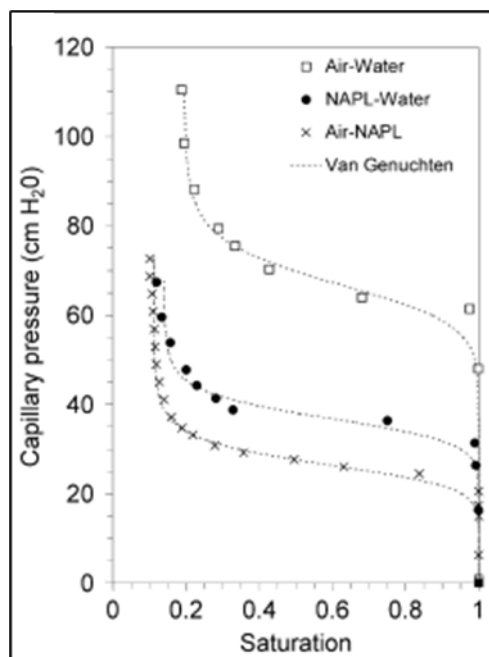 120
100
80
60
40
20
0
Capillary pressure (cm H₂0)
Air-Water
NAPL-Water
Air-NAPL
Van Genuchten
0 0.2 0.4 0.6 0.8 1
Saturation